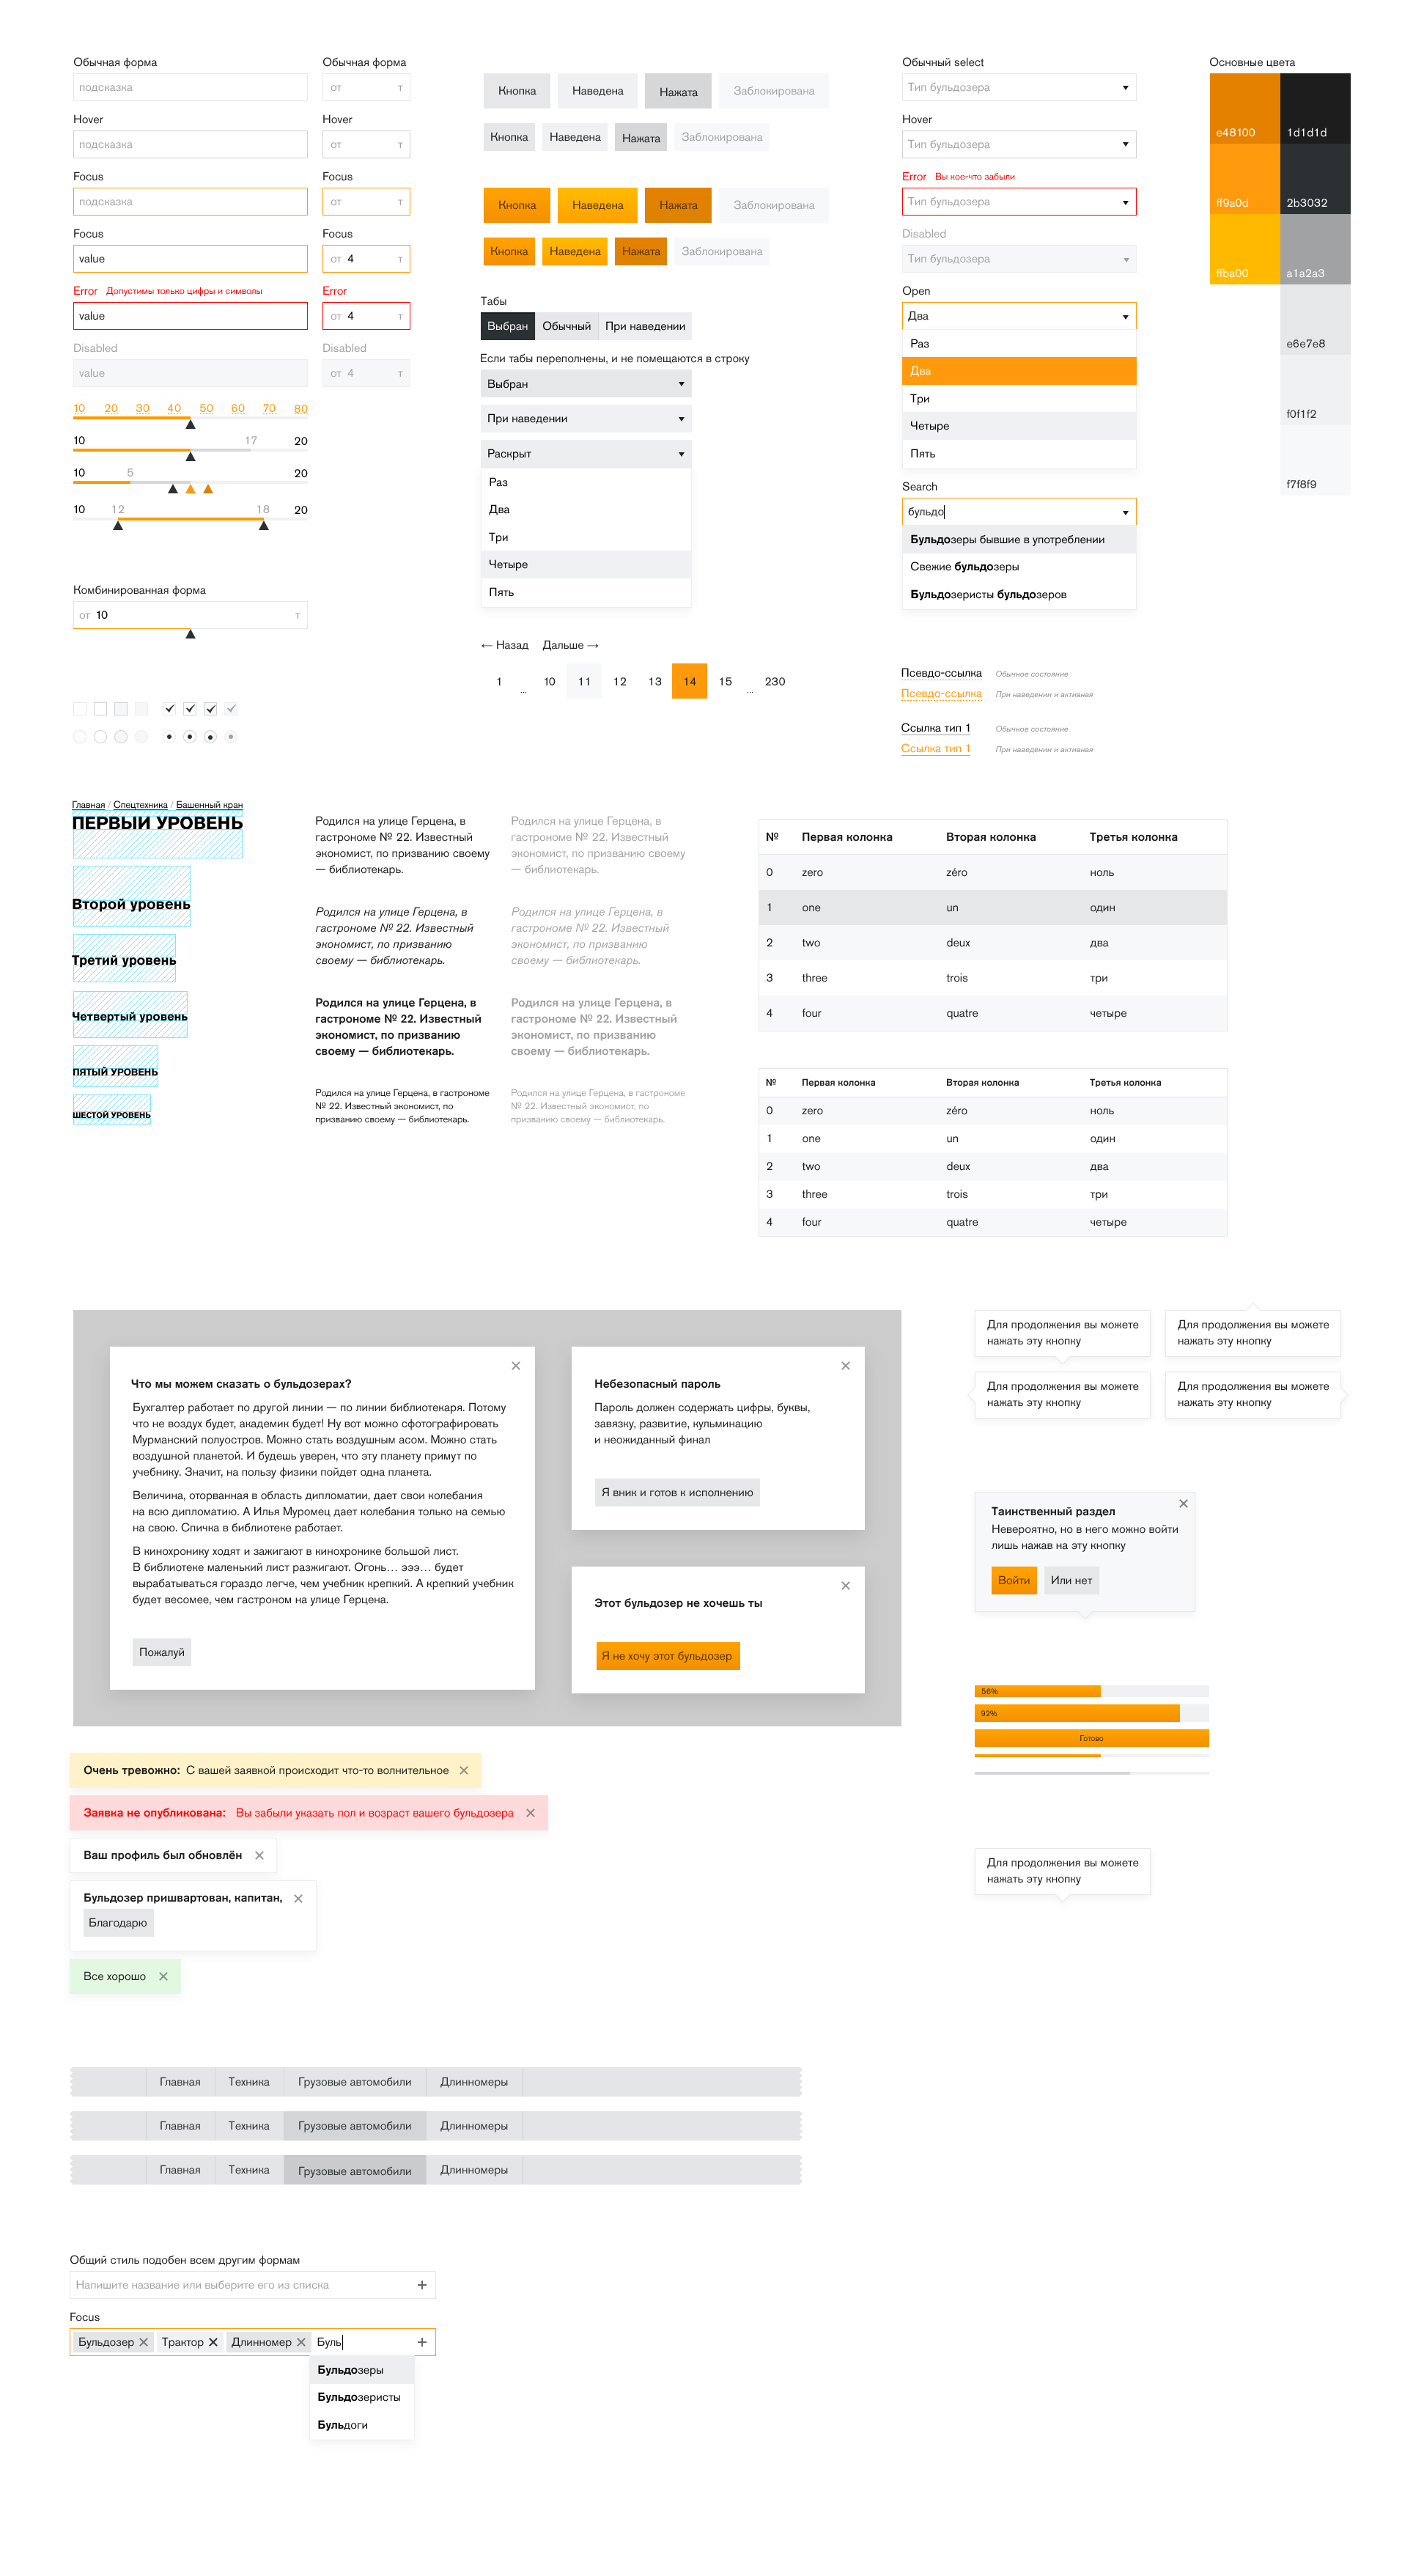 Обычная форма
подсказка
Hover
подсказка
Focus
подсказка
Focus
value
Error Допустимы только цифры и символы
value
Disabled
value
Обычная форма
от т
Hover
от т
Focus
от т
Focus
от 4 т
Error
от 4 т
Disabled
от 4 т
10 20 30 40 50 60 70 80
10 17 20
10 5 20
10 12 18 20
Комбинированная форма
от 10 т
Кнопка Наведена Нажата Заблокирована
Кнопка Наведена Нажата Заблокирована
Кнопка Наведена Нажата Заблокирована
Кнопка Наведена Нажата Заблокирована
Табы
Выбран Обычный При наведении
Если табы переполнены, и не помещаются в строку
Выбран
При наведении
Раскрыт
Раз
Два
Три
Четыре
Пять
← Назад Дальше →
1 ... 10 11 12 13 14 15 ... 230
Обычный select
Тип бульдозера
Hover
Тип бульдозера
Error Вы кое-что забыли
Тип бульдозера
Disabled
Тип бульдозера
Open
Два
Раз
Два
Три
Четыре
Пять
Search
бульдо
Бульдозеры бывшие в употреблении
Свежие бульдозеры
Бульдозеристы бульдозеров
Псевдо-ссылка Обычное состояние
Псевдо-ссылка При наведении и активная
Ссылка тип 1 Обычное состояние
Ссылка тип 1 При наведении и активная
Основные цвета
e48100 1d1d1d
ff9a0d 2b3032
ffba00 a1a2a3
e6e7e8
f0f1f2
f7f8f9
Главная / Спецтехника / Башенный кран
ПЕРВЫЙ УРОВЕНЬ
Второй уровень
Третий уровень
Четвертый уровень
ПЯТЫЙ УРОВЕНЬ
ШЕСТОЙ УРОВЕНЬ
Родился на улице Герцена, в
гастрономе № 22. Известный
экономист, по призванию своему
— библиотекарь.
Родился на улице Герцена, в
гастрономе № 22. Известный
экономист, по призванию своему
— библиотекарь.
Родился на улице Герцена, в
гастрономе № 22. Известный
экономист, по призванию
своему — библиотекарь.
Родился на улице Герцена, в
гастрономе № 22. Известный
экономист, по призванию
своему — библиотекарь.
Родился на улице Герцена, в
гастрономе № 22. Известный
экономист, по призванию
своему — библиотекарь.
Родился на улице Герцена, в
гастрономе № 22. Известный
экономист, по призванию
своему — библиотекарь.
Родился на улице Герцена, в гастрономе
№ 22. Известный экономист, по
призванию своему — библиотекарь.
Родился на улице Герцена, в гастрономе
№ 22. Известный экономист, по
призванию своему — библиотекарь.
№ Первая колонка Вторая колонка Третья колонка
0 zero zéro ноль
1 one un один
2 two deux два
3 three trois три
4 four quatre четыре
№ Первая колонка Вторая колонка Третья колонка
0 zero zéro ноль
1 one un один
2 two deux два
3 three trois три
4 four quatre четыре
Что мы можем сказать о бульдозерах?
Бухгалтер работает по другой линии — по линии библиотекаря. Потому
что не воздух будет, академик будет! Ну вот можно сфотографировать
Мурманский полуостров. Можно стать воздушным асом. Можно стать
воздушной планетой. И будешь уверен, что эту планету примут по
учебнику. Значит, на пользу физики пойдет одна планета.
Величина, оторванная в область дипломатии, дает свои колебания
на всю дипломатию. А Илья Муромец дает колебания только на семью
на свою. Спичка в библиотеке работает.
В кинохронику ходят и зажигают в кинохронике большой лист.
В библиотеке маленький лист разжигают. Огонь… эээ… будет
вырабатываться гораздо легче, чем учебник крепкий. А крепкий учебник
будет весомее, чем гастроном на улице Герцена.
Пожалуй
Небезопасный пароль
Пароль должен содержать цифры, буквы,
завязку, развитие, кульминацию
и неожиданный финал
Я вник и готов к исполнению
Этот бульдозер не хочешь ты
Я не хочу этот бульдозер
Для продолжения вы можете
нажать эту кнопку
Для продолжения вы можете
нажать эту кнопку
Для продолжения вы можете
нажать эту кнопку
Для продолжения вы можете
нажать эту кнопку
Таинственный раздел
Невероятно, но в него можно войти
лишь нажав на эту кнопку
Войти Или нет
56%
92%
Готово
Для продолжения вы можете
нажать эту кнопку
Очень тревожно: С вашей заявкой происходит что-то волнительное
Заявка не опубликована: Вы забыли указать пол и возраст вашего бульдозера
Ваш профиль был обновлён
Бульдозер пришвартован, капитан,
Благодарю
Все хорошо
Главная Техника Грузовые автомобили Длинномеры
Главная Техника Грузовые автомобили Длинномеры
Главная Техника Грузовые автомобили Длинномеры
Общий стиль подобен всем другим формам
Напишите название или выберите его из списка
Focus
Бульдозер Трактор Длинномер Буль
Бульдозеры
Бульдозеристы
Бульдоги